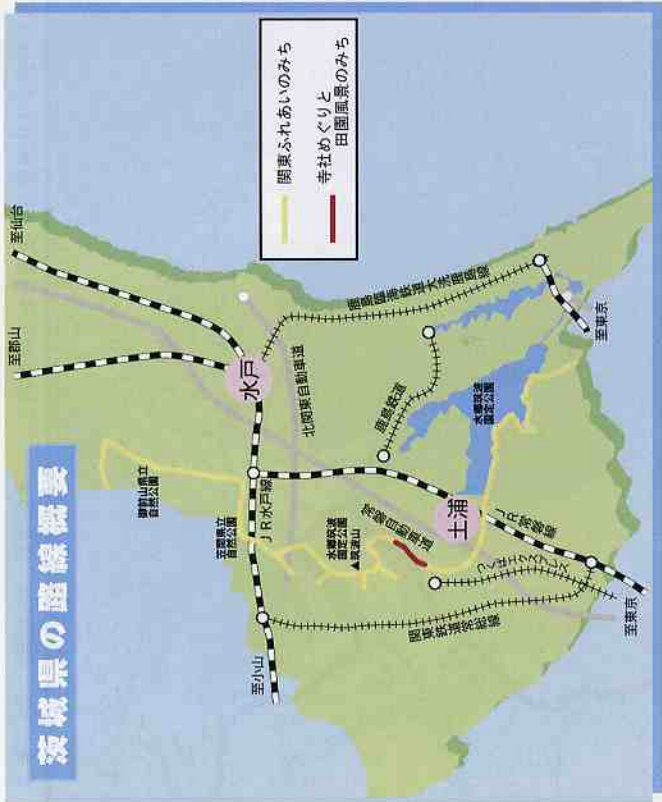 茨城県の路線概要
関東ふれあいのみち
寺社めぐりと
田園風景のみち
至仙台
至郡山
水戸
北関東自動車道
鹿島臨海鉄道大洗鹿島線
鹿島鉄道
御前山県立
自然公園
笠間県立
自然公園
JR水戸線
至小山
水郷筑波
国定公園
▲筑波山
常磐自動車道
土浦
水郷筑波
国定公園
JR常磐線
つくばエクスプレス
関東鉄道常総線
至東京
至東京